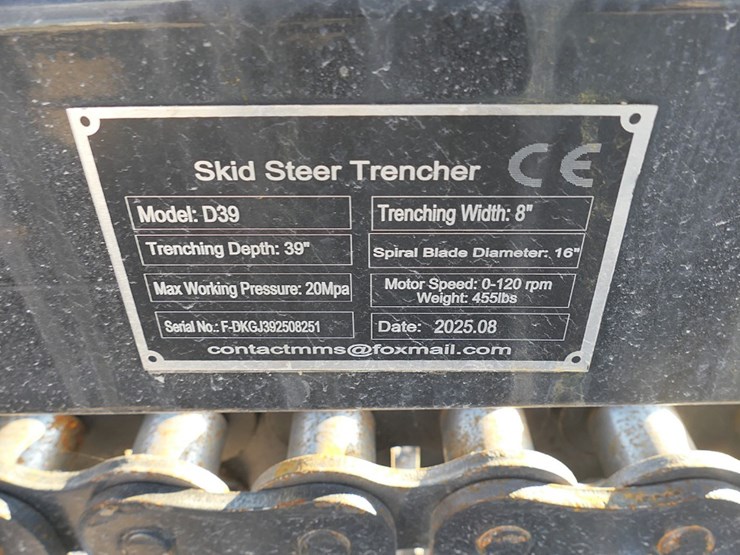 Skid Steer Trencher CE
Model: D39
Trenching Width: 8"
Trenching Depth: 39"
Spiral Blade Diameter: 16"
Max Working Pressure: 20Mpa
Motor Speed: 0-120 rpm
Weight: 455lbs
Serial No.: F-DKGJ392508251
Date: 2025.08
contactmms@foxmail.com